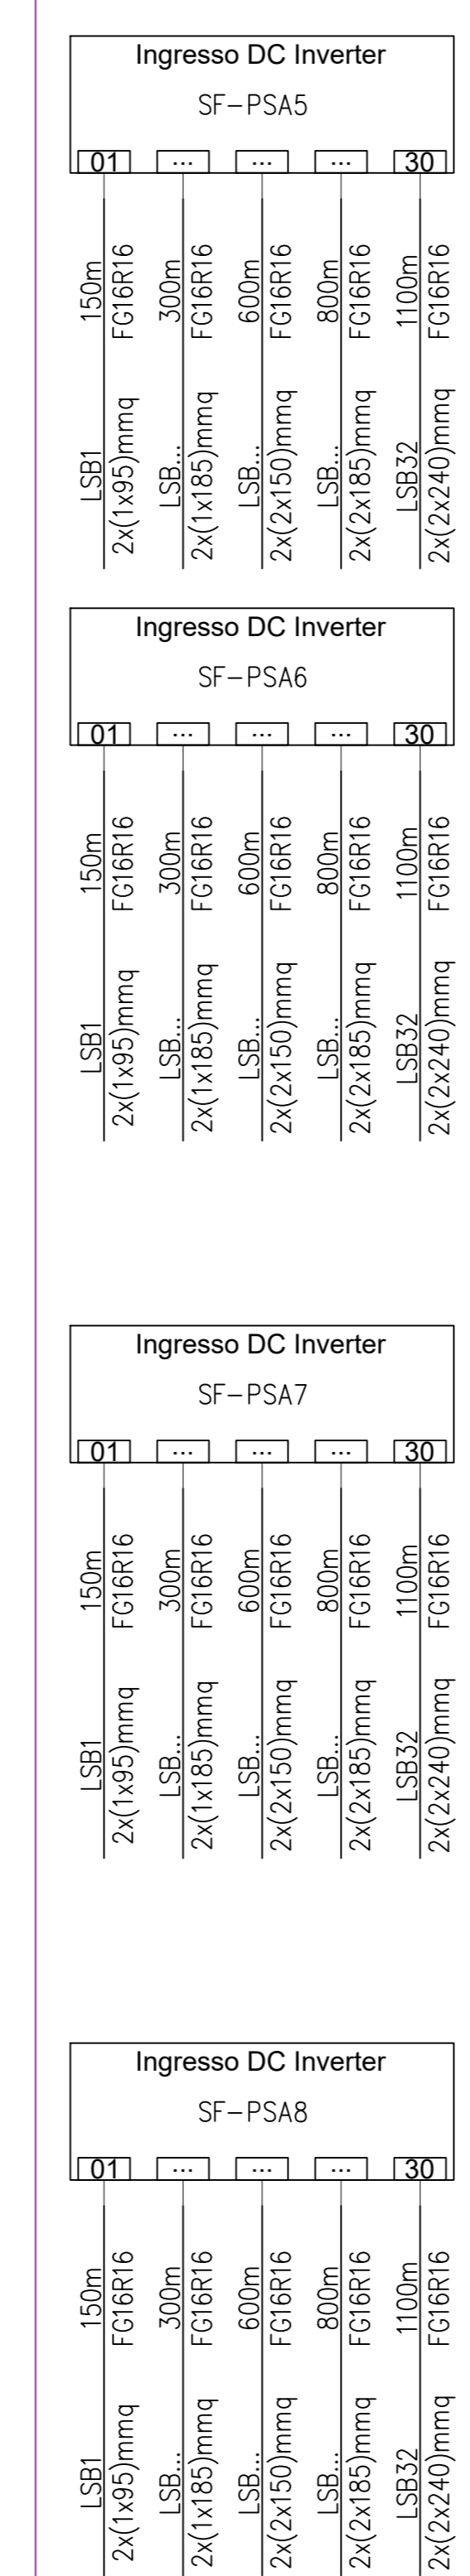 Ingresso DC Inverter
SF-PSA5
01
...
...
...
30
150m
FG16R16
300m
FG16R16
600m
FG16R16
800m
FG16R16
1100m
FG16R16
LSB1
2x(1x95)mmq
LSB...
2x(1x185)mmq
LSB...
2x(2x150)mmq
LSB...
2x(2x185)mmq
LSB32
2x(2x240)mmq
Ingresso DC Inverter
SF-PSA6
01
...
...
...
30
150m
FG16R16
300m
FG16R16
600m
FG16R16
800m
FG16R16
1100m
FG16R16
LSB1
2x(1x95)mmq
LSB...
2x(1x185)mmq
LSB...
2x(2x150)mmq
LSB...
2x(2x185)mmq
LSB32
2x(2x240)mmq
Ingresso DC Inverter
SF-PSA7
01
...
...
...
30
150m
FG16R16
300m
FG16R16
600m
FG16R16
800m
FG16R16
1100m
FG16R16
LSB1
2x(1x95)mmq
LSB...
2x(1x185)mmq
LSB...
2x(2x150)mmq
LSB...
2x(2x185)mmq
LSB32
2x(2x240)mmq
Ingresso DC Inverter
SF-PSA8
01
...
...
...
30
150m
FG16R16
300m
FG16R16
600m
FG16R16
800m
FG16R16
1100m
FG16R16
LSB1
2x(1x95)mmq
LSB...
2x(1x185)mmq
LSB...
2x(2x150)mmq
LSB...
2x(2x185)mmq
LSB32
2x(2x240)mmq